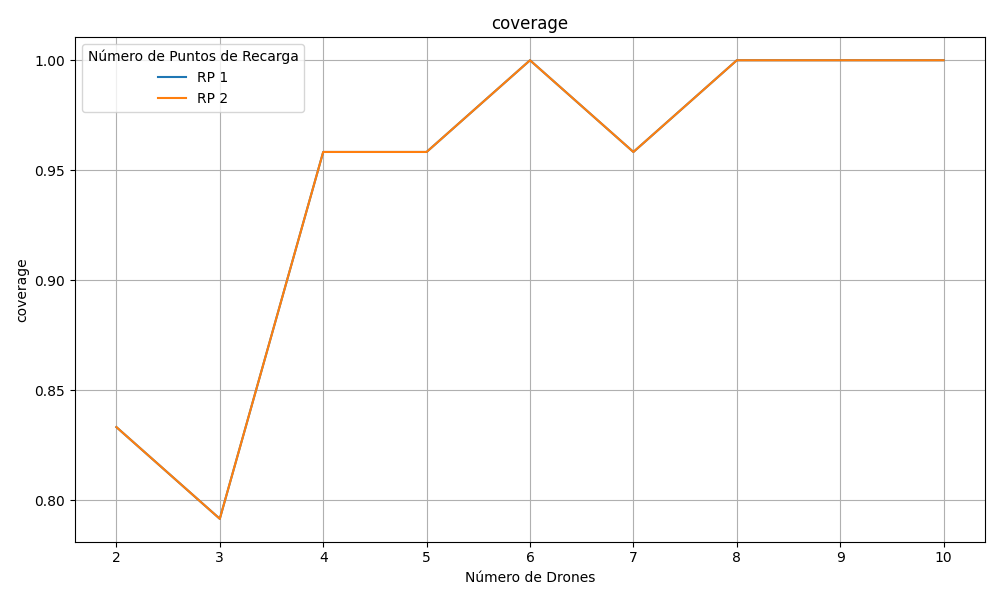 coverage
Número de Puntos de Recarga
RP 1
RP 2
1.00
0.95
0.90
0.85
0.80
coverage
2 3 4 5 6 7 8 9 10
Número de Drones